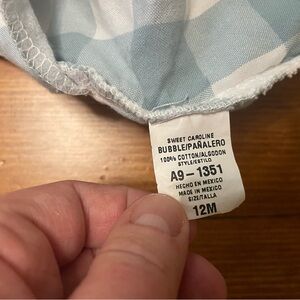 SWEET CAROLINE
BUBBLE/PAÑALERO
100% COTTON/ALGODON
STYLE/ESTILO
A9-1351
HECHO EN MEXICO
MADE IN MEXICO
SIZE/TALLA
12M